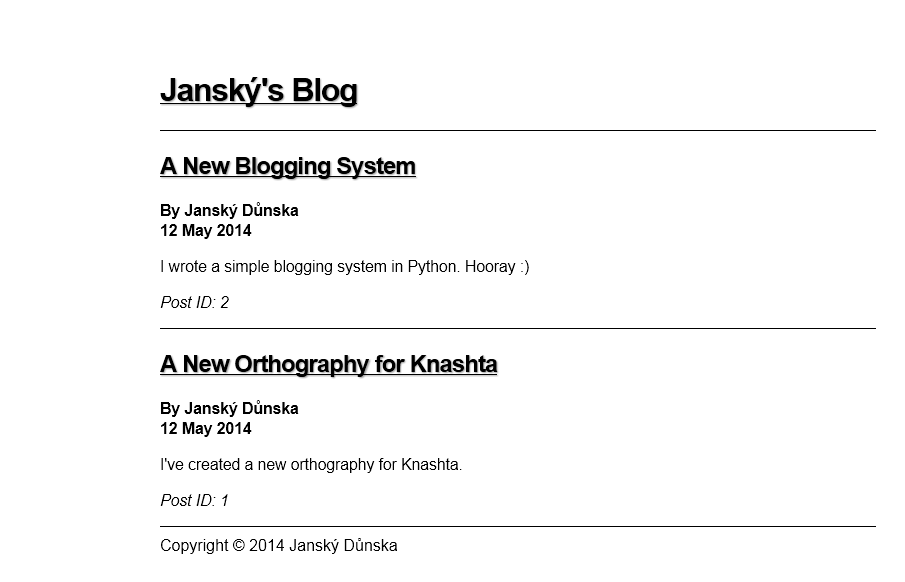 Janský's Blog
A New Blogging System
By Janský Důnska
12 May 2014
I wrote a simple blogging system in Python. Hooray :)
Post ID: 2
A New Orthography for Knashta
By Janský Důnska
12 May 2014
I've created a new orthography for Knashta.
Post ID: 1
Copyright © 2014 Janský Důnska